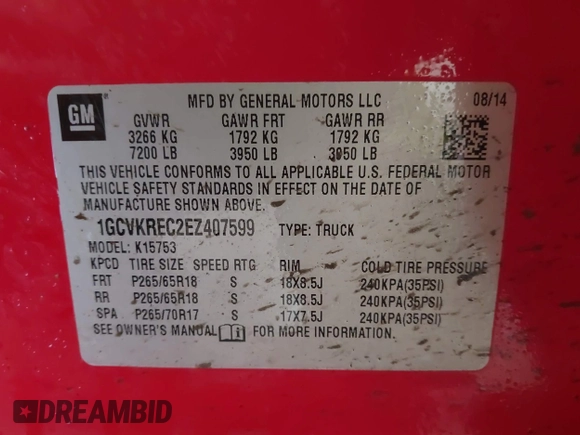 GM
MFD BY GENERAL MOTORS LLC 08/14
GVWR GAWR FRT GAWR RR
3266 KG 1792 KG 1792 KG
7200 LB 3950 LB 3950 LB
THIS VEHICLE CONFORMS TO ALL APPLICABLE U.S. FEDERAL MOTOR
VEHICLE SAFETY STANDARDS IN EFFECT ON THE DATE OF
MANUFACTURE SHOWN ABOVE.
1GCVKREC2EZ407599 TYPE: TRUCK
MODEL: K15753
KPCD TIRE SIZE SPEED RTG RIM COLD TIRE PRESSURE
FRT P265/65R18 S 18X8.5J 240KPA(35PSI)
RR P265/65R18 S 18X8.5J 240KPA(35PSI)
SPA P265/70R17 S 17X7.5J 240KPA(35PSI)
SEE OWNER'S MANUAL FOR MORE INFORMATION.
DREAMBID